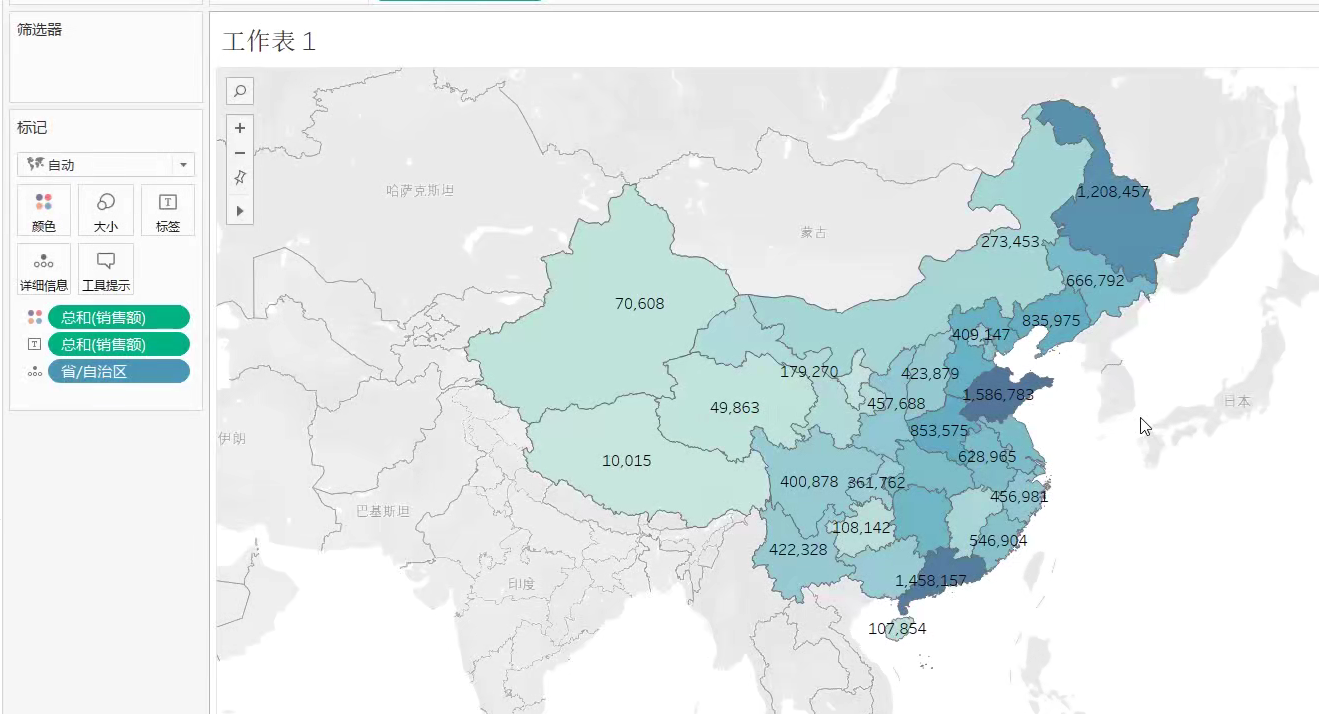 筛选器
标记
自动
颜色
大小
标签
详细信息
工具提示
总和(销售额)
总和(销售额)
省/自治区
工作表 1
哈萨克斯坦
蒙古
日本
伊朗
巴基斯坦
印度
1,208,457
273,453
666,792
70,608
835,975
409,147
179,270
423,879
1,586,783
49,863
457,688
853,575
628,965
10,015
400,878
361,762
456,981
108,142
546,904
422,328
1,458,157
107,854